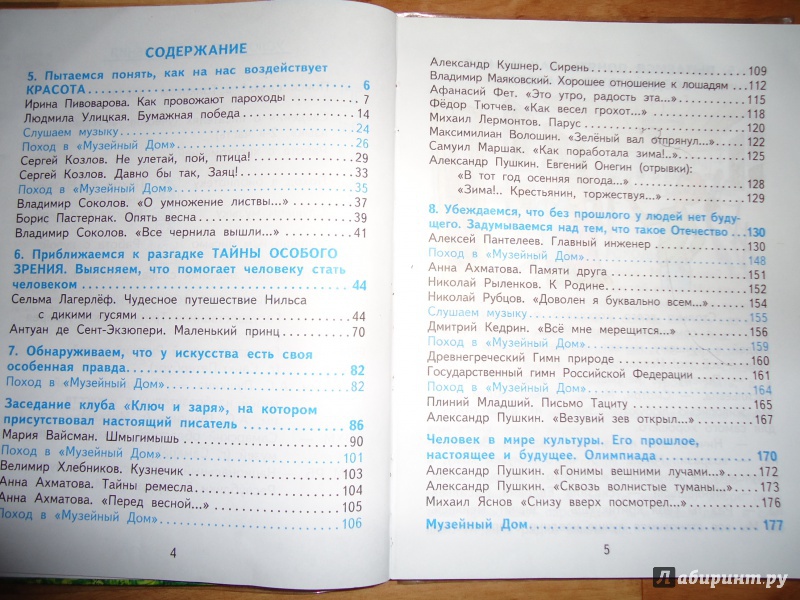 СОДЕРЖАНИЕ
5. Пытаемся понять, как на нас воздействует
КРАСОТА 6
Ирина Пивоварова. Как провожают пароходы 7
Людмила Улицкая. Бумажная победа 14
Слушаем музыку 24
Поход в «Музейный Дом» 26
Сергей Козлов. Не улетай, пой, птица! 29
Сергей Козлов. Давно бы так, Заяц! 33
Поход в «Музейный Дом» 35
Владимир Соколов. «О умножение листвы...» 37
Борис Пастернак. Опять весна 39
Владимир Соколов. «Все чернила вышли...» 41
6. Приближаемся к разгадке ТАЙНЫ ОСОБОГО
ЗРЕНИЯ. Выясняем, что помогает человеку стать
человеком 44
Сельма Лагерлёф. Чудесное путешествие Нильса
с дикими гусями 44
Антуан де Сент-Экзюпери. Маленький принц 70
7. Обнаруживаем, что у искусства есть своя
особенная правда. 82
Поход в «Музейный Дом» 82
Заседание клуба «Ключ и заря», на котором
присутствовал настоящий писатель 86
Мария Вайсман. Шмыгимышь 90
Поход в «Музейный Дом» 101
Велимир Хлебников. Кузнечик 103
Анна Ахматова. Тайны ремесла 104
Анна Ахматова. «Перед весной...» 105
Поход в «Музейный Дом» 106
4
Александр Кушнер. Сирень 109
Владимир Маяковский. Хорошее отношение к лошадям 112
Афанасий Фет. «Это утро, радость эта...» 115
Фёдор Тютчев. «Как весел грохот...» 118
Михаил Лермонтов. Парус 120
Максимилиан Волошин. «Зелёный вал отпрянул...» 122
Самуил Маршак. «Как поработала зима!..» 125
Александр Пушкин. Евгений Онегин (отрывки):
«В тот год осенняя погода...» 128
«Зима!.. Крестьянин, торжествуя...» 129
8. Убеждаемся, что без прошлого у людей нет буду-
щего. Задумываемся над тем, что такое Отечество ...130
Алексей Пантелеев. Главный инженер 130
Поход в «Музейный Дом» 148
Анна Ахматова. Памяти друга 151
Николай Рыленков. К Родине 152
Николай Рубцов. «Доволен я буквально всем...» 154
Слушаем музыку 155
Дмитрий Кедрин. «Всё мне мерещится...» 156
Поход в «Музейный Дом» 159
Древнегреческий Гимн природе 160
Государственный гимн Российской Федерации 161
Поход в «Музейный Дом» 164
Плиний Младший. Письмо Тациту 165
Александр Пушкин. «Везувий зев открыл...» 167
Человек в мире культуры. Его прошлое,
настоящее и будущее. Олимпиада 170
Александр Пушкин. «Гонимы вешними лучами...» 172
Александр Пушкин. «Сквозь волнистые туманы...» 173
Михаил Яснов «Снизу вверх посмотрел...» 176
Музейный Дом 177
5
Лабиринт.ру